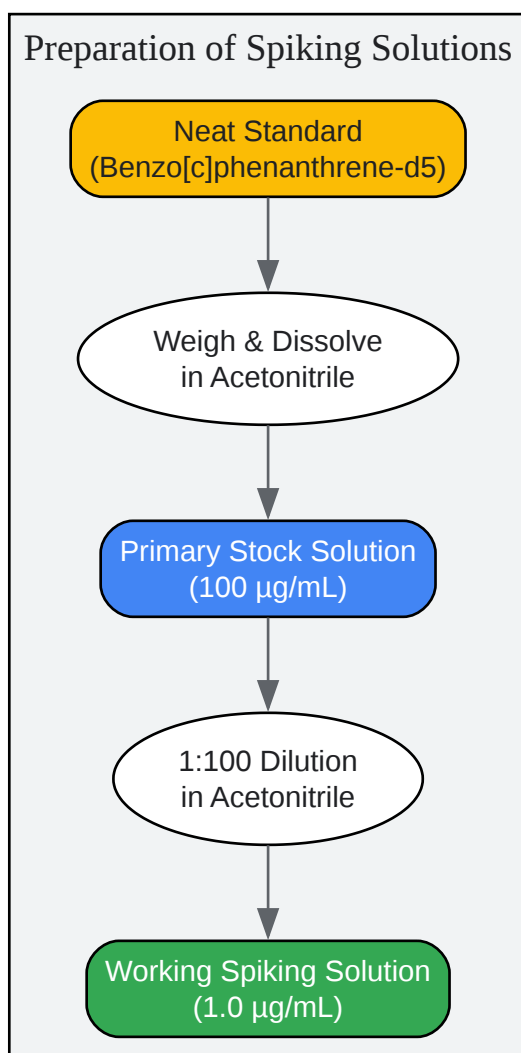 Preparation of Spiking Solutions
Neat Standard
(Benzo[c]phenanthrene-d5)
Weigh & Dissolve
in Acetonitrile
Primary Stock Solution
(100 µg/mL)
1:100 Dilution
in Acetonitrile
Working Spiking Solution
(1.0 µg/mL)